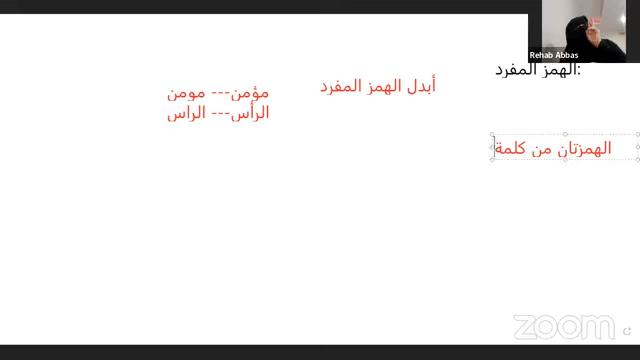 Rehab Abbas
الهمز المفرد:
أبدل الهمز المفرد
مؤمن--- مومن
الرأس--- الراس
الهمزتان من كلمة
zoom